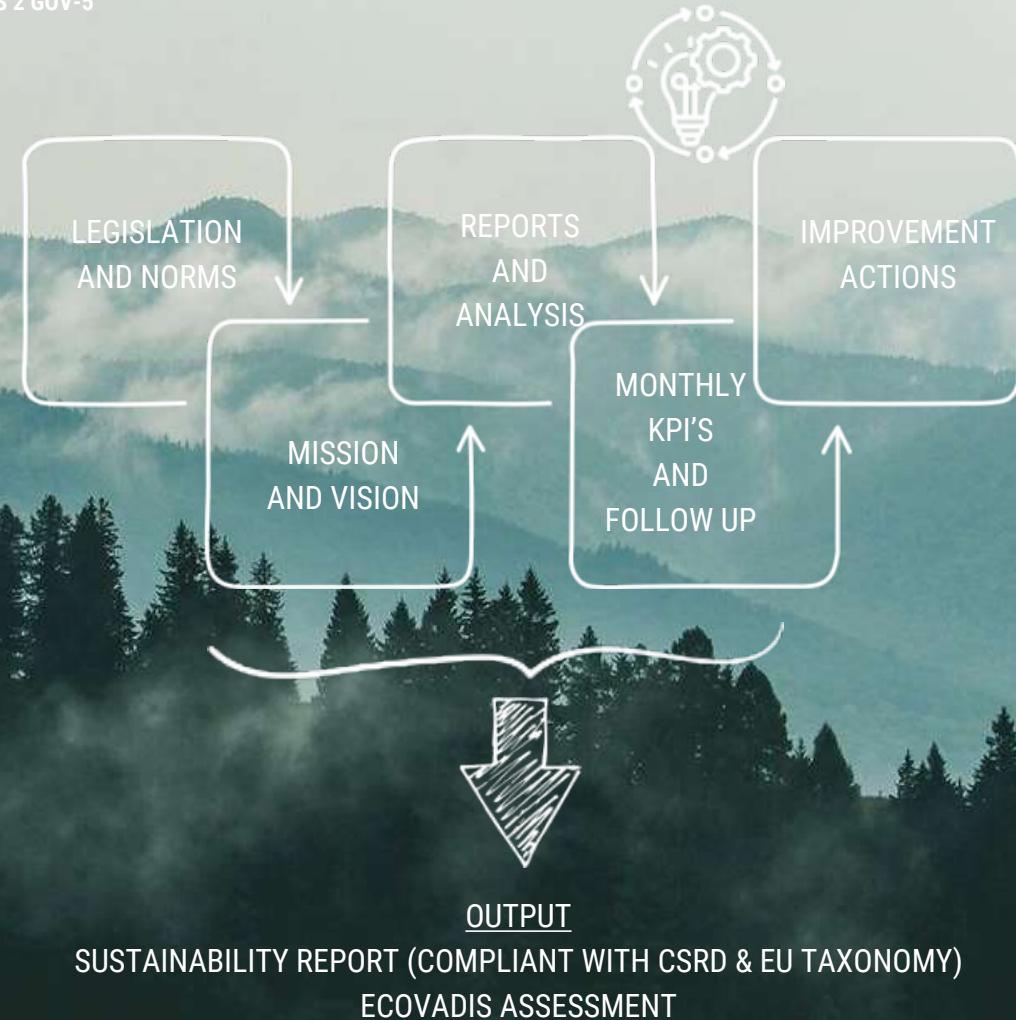 GOV-5
LEGISLATION
AND NORMS
MISSION
AND VISION
REPORTS
AND
ANALYSIS
MONTHLY
KPI'S
AND
FOLLOW UP
IMPROVEMENT
ACTIONS
OUTPUT
SUSTAINABILITY REPORT (COMPLIANT WITH CSRD & EU TAXONOMY)
ECOVADIS ASSESSMENT